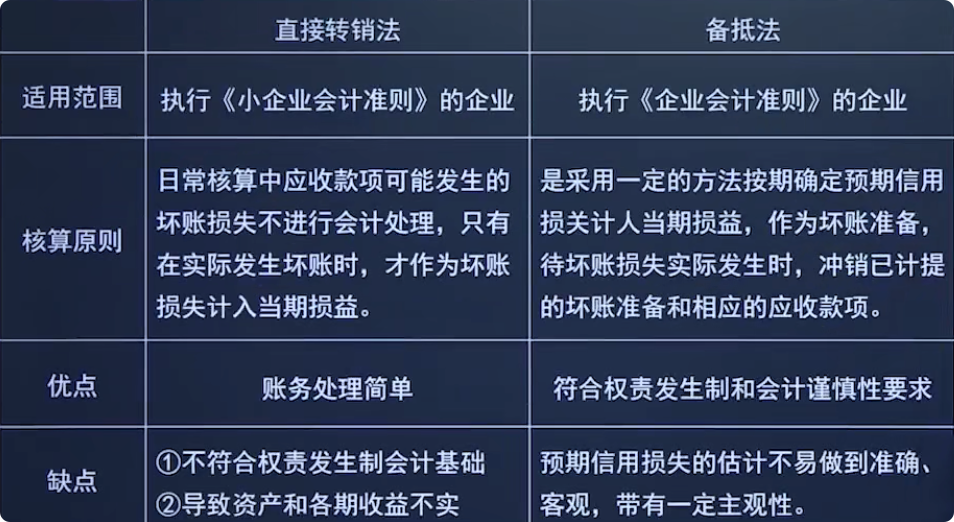 直接转销法
备抵法
适用范围
执行《小企业会计准则》的企业
执行《企业会计准则》的企业
核算原则
日常核算中应收款项可能发生的
坏账损失不进行会计处理，只有
在实际发生坏账时，才作为坏账
损失计入当期损益。
是采用一定的方法按期确定预期信用
损关计人当期损益，作为坏账准备，
待坏账损失实际发生时，冲销已计提
的坏账准备和相应的应收款项。
优点
账务处理简单
符合权责发生制和会计谨慎性要求
缺点
①不符合权责发生制会计基础
②导致资产和各期收益不实
预期信用损失的估计不易做到准确、
客观，带有一定主观性。